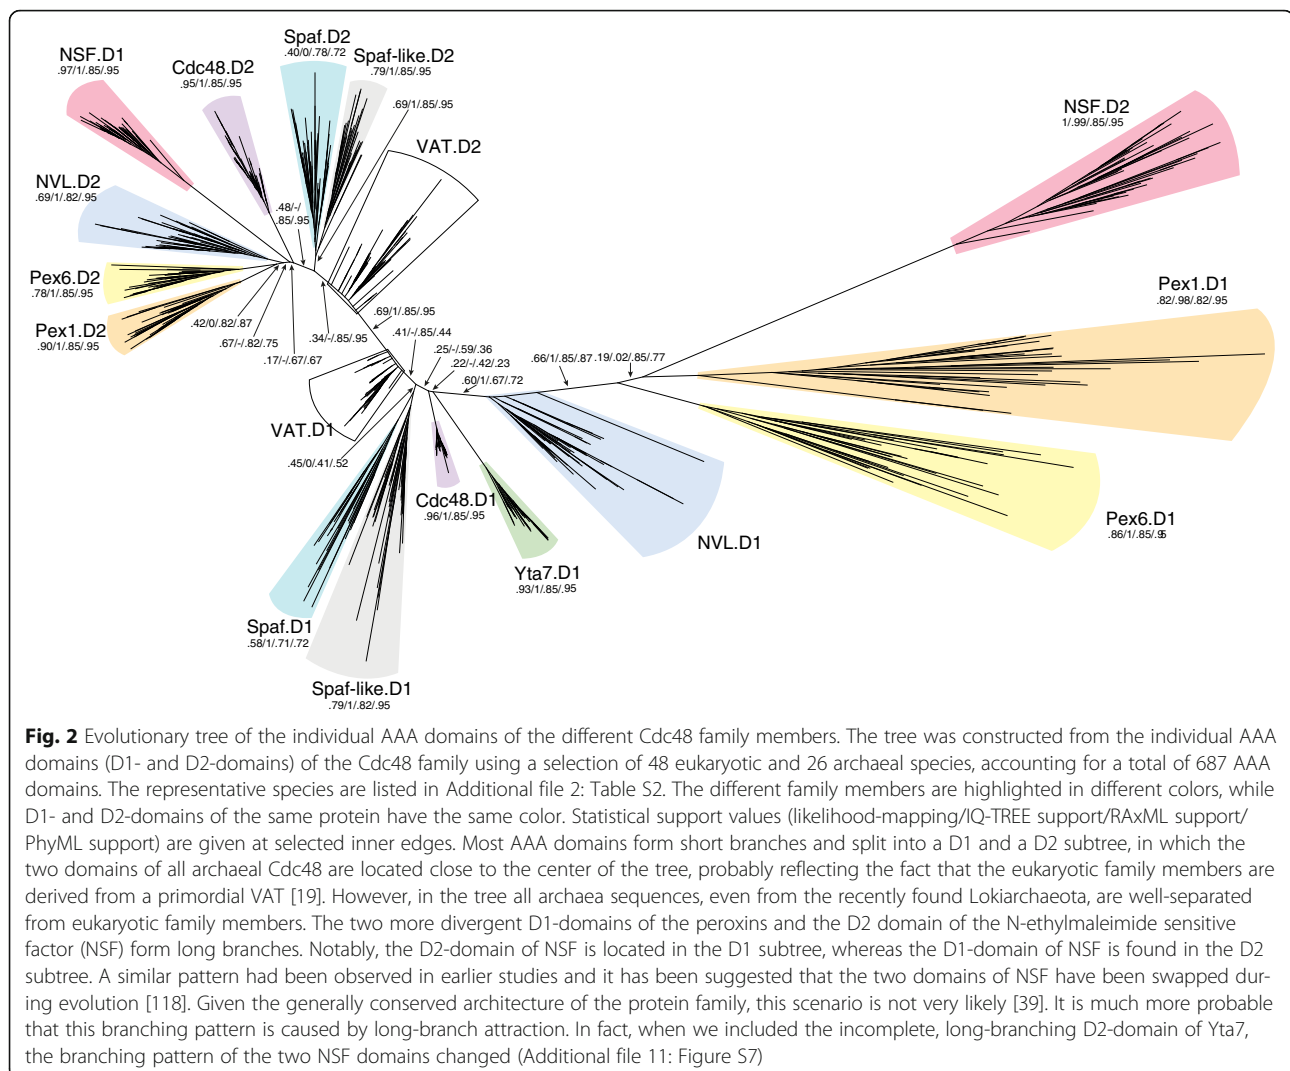 Spaf.D2
.40/0/.78/.72
NSF.D1
.97/1/.85/.95
Cdc48.D2
.95/1/.85/.95
Spaf-like.D2
.79/1/.85/.95
.69/1/.85/.95
NSF.D2
1/.99/.85/.95
VAT.D2
NVL.D2
.69/1/.82/.95
.48/-/
.85/.95
Pex6.D2
.78/1/.85/.95
Pex1.D1
.82/.98/.82/.95
Pex1.D2
.90/1/.85/.95
.42/0/.82/.87
.67/-/.82/.75
.17/-/.67/.67
.34/-/.85/.95
.69/1/.85/.95
.41/-/.85/.44
.25/-/.59/.36
.22/-/.42/.23
.60/1/.67/.72
.66/1/.85/.87
.19/.02/.85/.77
VAT.D1
.45/0/.41/.52
Cdc48.D1
.96/1/.85/.95
Pex6.D1
.86/1/.85/.95
NVL.D1
Yta7.D1
.93/1/.85/.95
Spaf.D1
.58/1/.71/.72
Spaf-like.D1
.79/1/.82/.95
Fig. 2 Evolutionary tree of the individual AAA domains of the different Cdc48 family members. The tree was constructed from the individual AAA
domains (D1- and D2-domains) of the Cdc48 family using a selection of 48 eukaryotic and 26 archaeal species, accounting for a total of 687 AAA
domains. The representative species are listed in Additional file 2: Table S2. The different family members are highlighted in different colors, while
D1- and D2-domains of the same protein have the same color. Statistical support values (likelihood-mapping/IQ-TREE support/RAxML support/
PhyML support) are given at selected inner edges. Most AAA domains form short branches and split into a D1 and a D2 subtree, in which the
two domains of all archaeal Cdc48 are located close to the center of the tree, probably reflecting the fact that the eukaryotic family members are
derived from a primordial VAT [19]. However, in the tree all archaea sequences, even from the recently found Lokiarchaeota, are well-separated
from eukaryotic family members. The two more divergent D1-domains of the peroxins and the D2 domain of the N-ethylmaleimide sensitive
factor (NSF) form long branches. Notably, the D2-domain of NSF is located in the D1 subtree, whereas the D1-domain of NSF is found in the D2
subtree. A similar pattern had been observed in earlier studies and it has been suggested that the two domains of NSF have been swapped dur-
ing evolution [118]. Given the generally conserved architecture of the protein family, this scenario is not very likely [39]. It is much more probable
that this branching pattern is caused by long-branch attraction. In fact, when we included the incomplete, long-branching D2-domain of Yta7,
the branching pattern of the two NSF domains changed (Additional file 11: Figure S7)